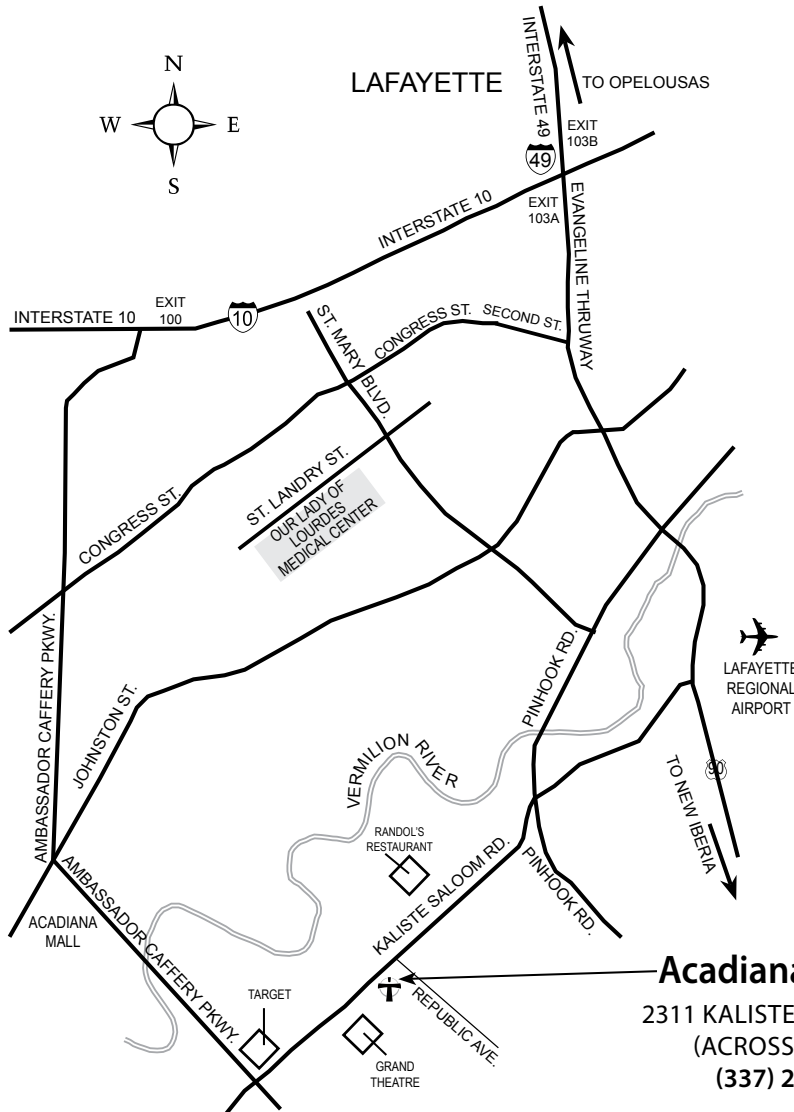 N
W E
S
LAFAYETTE
INTERSTATE 49
TO OPELOUSAS
EXIT
103B
49
EXIT
103A
INTERSTATE 10
EVANGELINE THRUWAY
INTERSTATE 10
EXIT
100
10
ST. MARY BLVD.
CONGRESS ST.
SECOND ST.
CONGRESS ST.
ST. LANDRY ST.
OUR LADY OF
LOURDES
MEDICAL CENTER
AMBASSADOR CAFFERY PKWY.
JOHNSTON ST.
PINHOOK RD.
LAFAYETTE
REGIONAL
AIRPORT
VERMILION RIVER
90
TO NEW IBERIA
RANDOL'S
RESTAURANT
KALISTE SALOOM RD.
PINHOOK RD.
ACADIANA
MALL
AMBASSADOR CAFFERY PKWY.
TARGET
REPUBLIC AVE.
GRAND
THEATRE
Acadiana
2311 KALISTE
(ACROSS
(337) 2